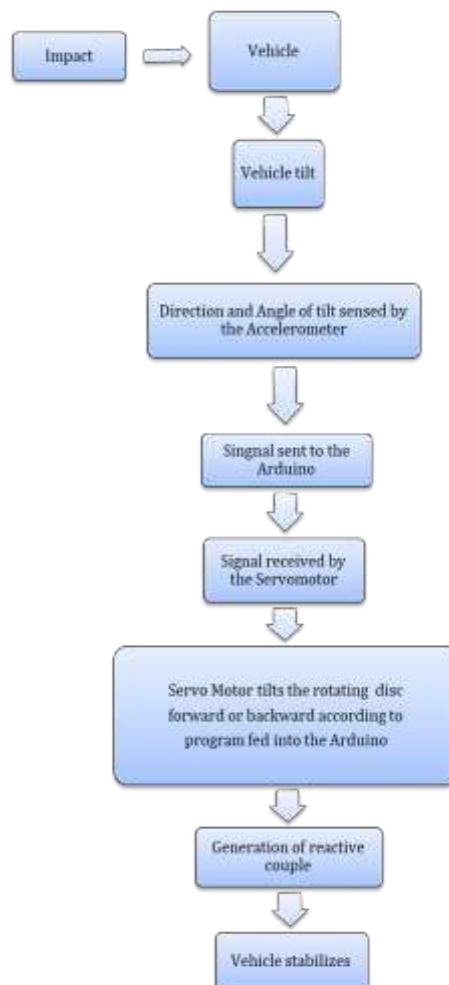 Impact
Vehicle
Vehicle tilt
Direction and Angle of tilt sensed by
the Accelerometer
Singnal sent to the
Arduino
Signal received by
the Servomotor
Servo Motor tilts the rotating disc
forward or backward according to
program fed into the Arduino
Generation of reactive
couple
Vehicle stabilizes